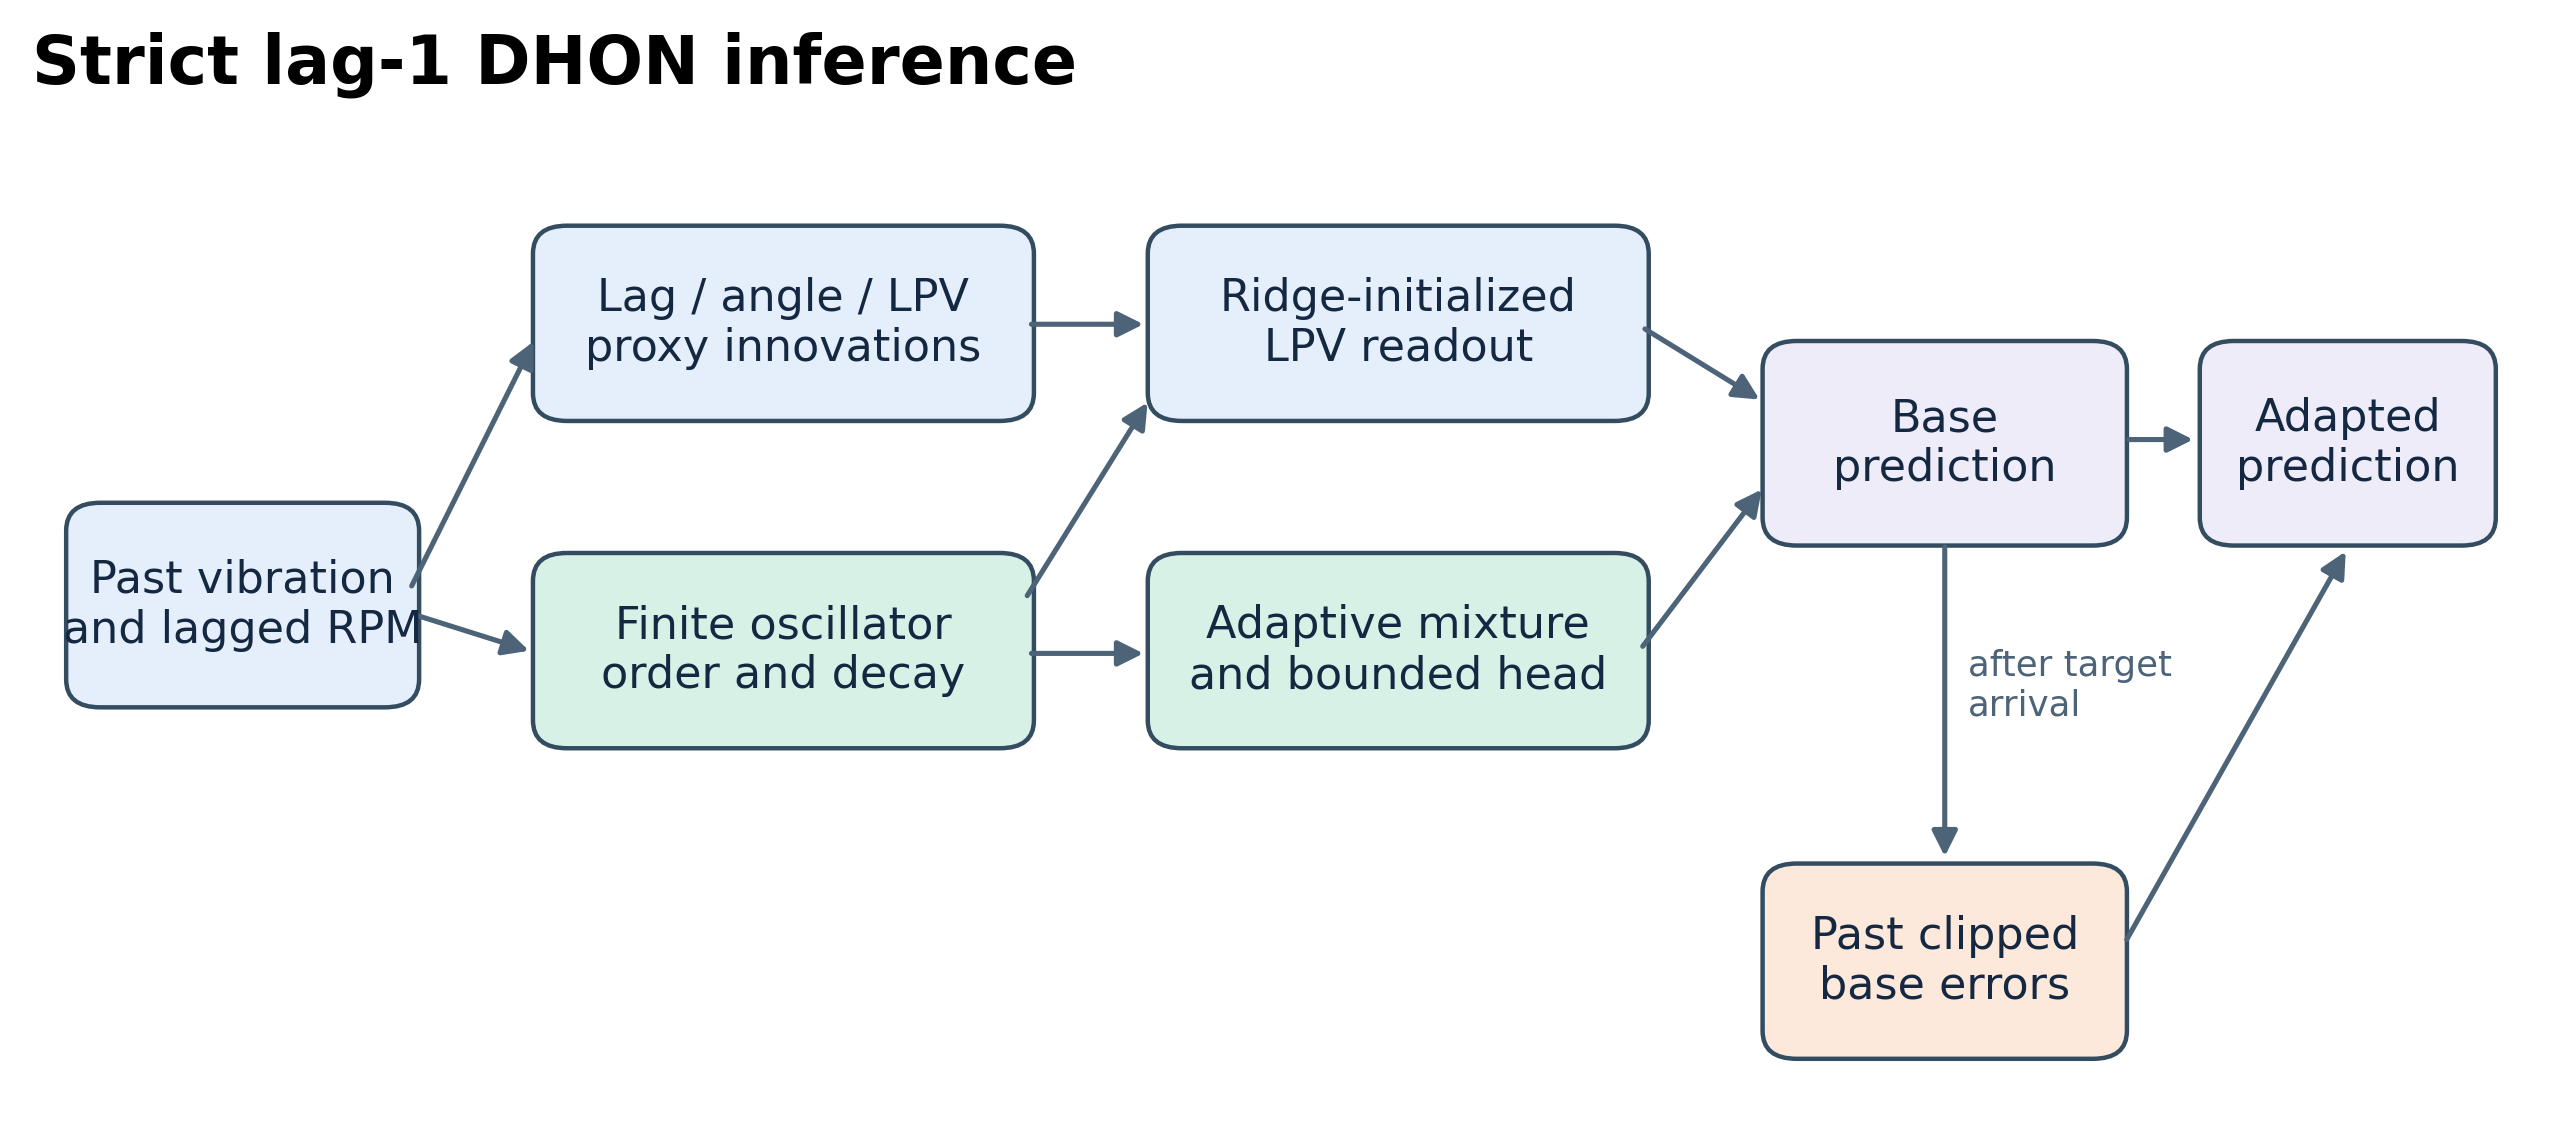 Strict lag-1 DHON inference
Lag / angle / LPV
proxy innovations
Ridge-initialized
LPV readout
Base
prediction
Adapted
prediction
Past vibration
and lagged RPM
Finite oscillator
order and decay
Adaptive mixture
and bounded head
after target
arrival
Past clipped
base errors